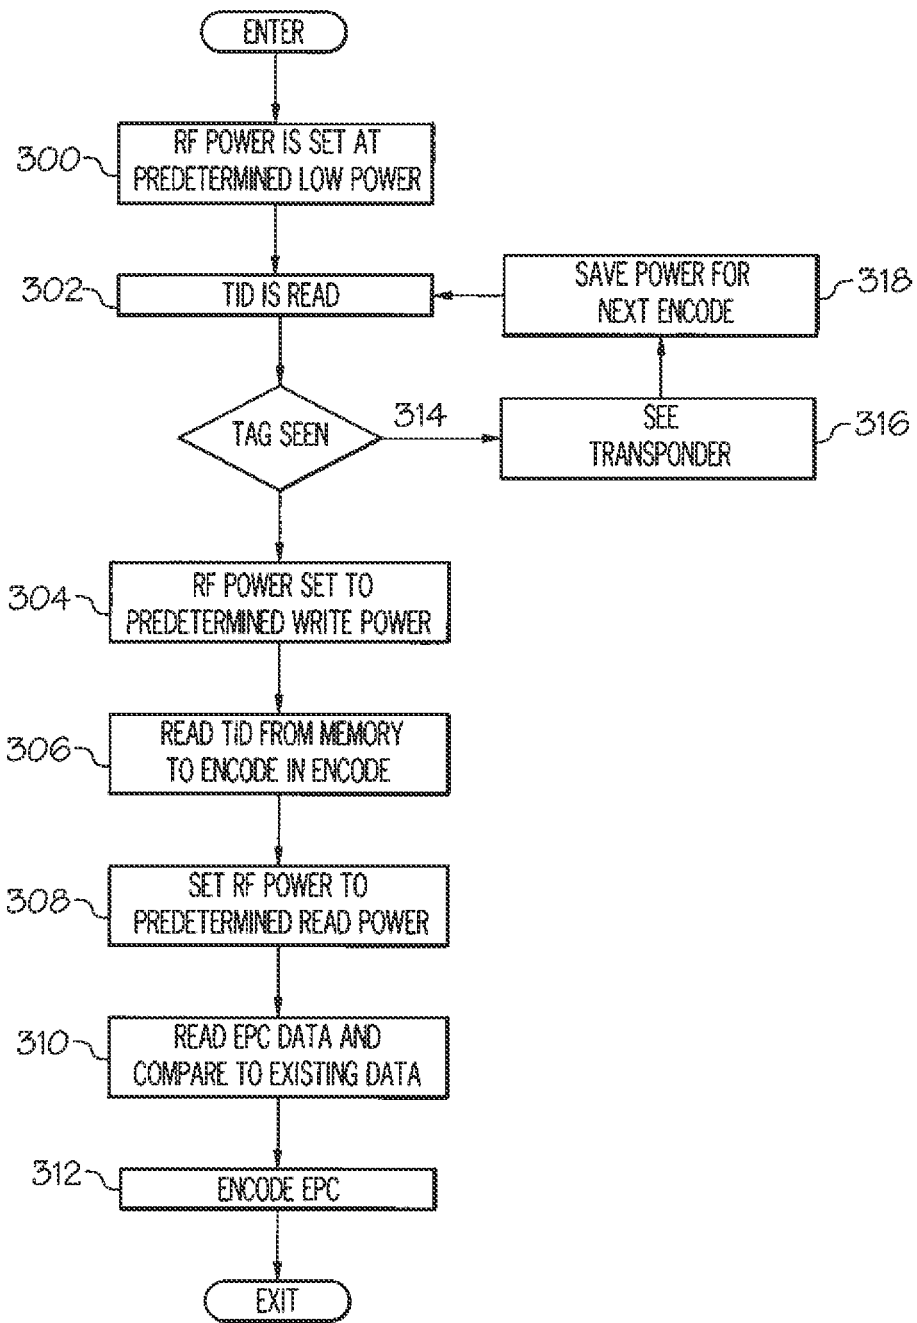 ENTER
300
RF POWER IS SET AT
PREDETERMINED LOW POWER
302
TID IS READ
SAVE POWER FOR
NEXT ENCODE
318
TAG SEEN
314
SEE
TRANSPONDER
316
304
RF POWER SET TO
PREDETERMINED WRITE POWER
306
READ TID FROM MEMORY
TO ENCODE IN ENCODE
308
SET RF POWER TO
PREDETERMINED READ POWER
310
READ EPC DATA AND
COMPARE TO EXISTING DATA
312
ENCODE EPC
EXIT